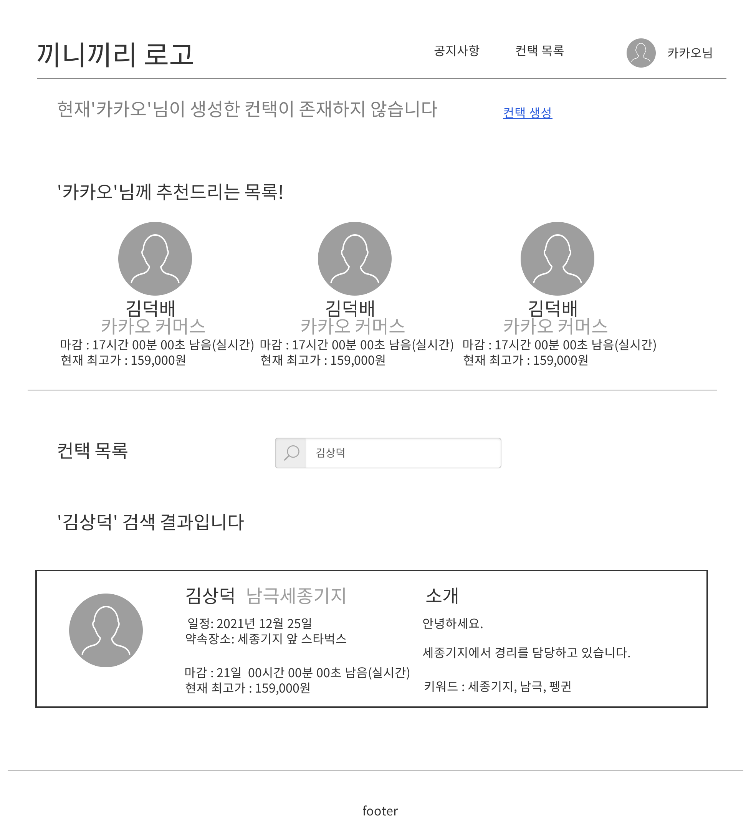 끼니끼리 로고
공지사항
컨택 목록
카카오님
현재'카카오'님이 생성한 컨택이 존재하지 않습니다
컨택 생성
'카카오'님께 추천드리는 목록!
김덕배
카카오 커머스
마감 : 17시간 00분 00초 남음(실시간)
현재 최고가 : 159,000원
김덕배
카카오 커머스
마감 : 17시간 00분 00초 남음(실시간)
현재 최고가 : 159,000원
김덕배
카카오 커머스
마감 : 17시간 00분 00초 남음(실시간)
현재 최고가 : 159,000원
컨택 목록
김상덕
'김상덕' 검색 결과입니다
김상덕 남극세종기지
일정: 2021년 12월 25일
약속장소: 세종기지 앞 스타벅스
마감 : 21일 00시간 00분 00초 남음(실시간)
현재 최고가 : 159,000원
소개
안녕하세요.
세종기지에서 경리를 담당하고 있습니다.
키워드 : 세종기지, 남극, 펭귄
footer